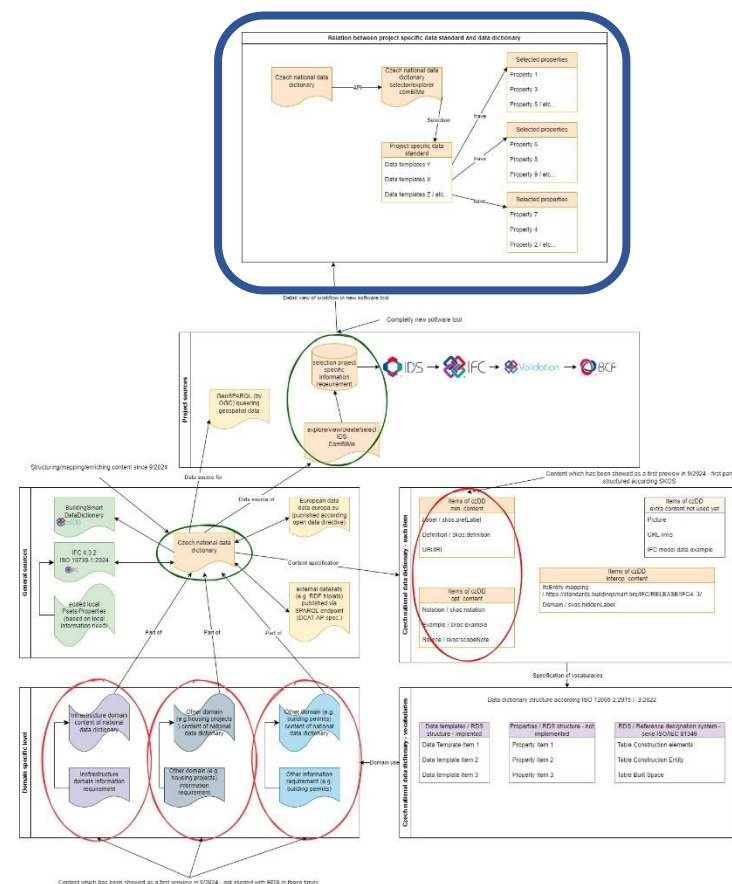 Relation between project specific data standard and data dictionary
Czech national data
dictionary
API
Czech national data
dictionary
selector/explorer
comBIMe
Selection
Project specific data
standard
Data templates Y
Data templates X
Data templates Z / etc...
have
have
have
Selected properties
Property 1
Property 3
Property 5 / etc...
Selected properties
Property 6
Property 8
Property 9 / etc...
Selected properties
Property 7
Property 4
Property 2 / etc...
Detail view of workflow in new software tool
Completly new software tool
Project sources
GeoSPARQL (by
OGC) quering
geospatial data
selection project
specific
information
requirement
explore/view/create/select
IDS
ComBIMe
IDS
IFC
Validation
BCF
Structuring/mapping/enriching content since 9/2024
Data source for
Data source of
General sources
BuildingSmart
DataDictionary
IFC 4.3.2
ISO 16739-1:2024
added local
Psets/Properties
(based on local
information need)
Czech national data
dictionary
European data
data.europa.eu
(published according
open data directive)
external datasets
(e.g. RDF triplets)
published via
SPARQL endpoint
(DCAT-AP spec.)
Content specification
Part of
Part of
Part of
Content which has been showed as a first preview in 9/2024 - first part
structured according SKOS
Czech national data dictionary - each item
Items of czDD
min. content
Label / skos:prefLabel
Definition / skos:definition
URI/IRI
Items of czDD
extra content not used yet
Picture
URL links
IFC model data example
Items of czDD
opt. content
Notation / skos:notation
Example / skos:example
Source / skos:scopeNote
Items of czDD
interop. content
IfcEntity mapping
Domain / skos:hiddenLabel
Specification of vocabularies
Domain specific level
Infrastructure domain
content of national
data dictionary
Infrastructure
domain information
requirement
Other domain
(e.g.housing projects
) content of national
data dictionary
Other domain (e.g.
housing projects)
information
requirement
Other domain (e.g.
building permits)
content of national
data dictionary
Other information
requirement (e.g.
building permits)
Domain use
Czech national data dictionary - vocabularies
Data dictionary structure according ISO 12006-2:2015 / -3:2022
Data templates / RDS
structure - implented
Data Template item 1
Data Template item 2
Data Template item 3
Properties / RDS structure - not
implemented
Property item 1
Property item 2
Property item 3
RDS / Reference designation system -
serie ISO/IEC 81346
Table Construction elements
Table Construction Entity
Table Built Space
Content which has been showed as a first preview in 9/2024 - not aligned with RDS in those times